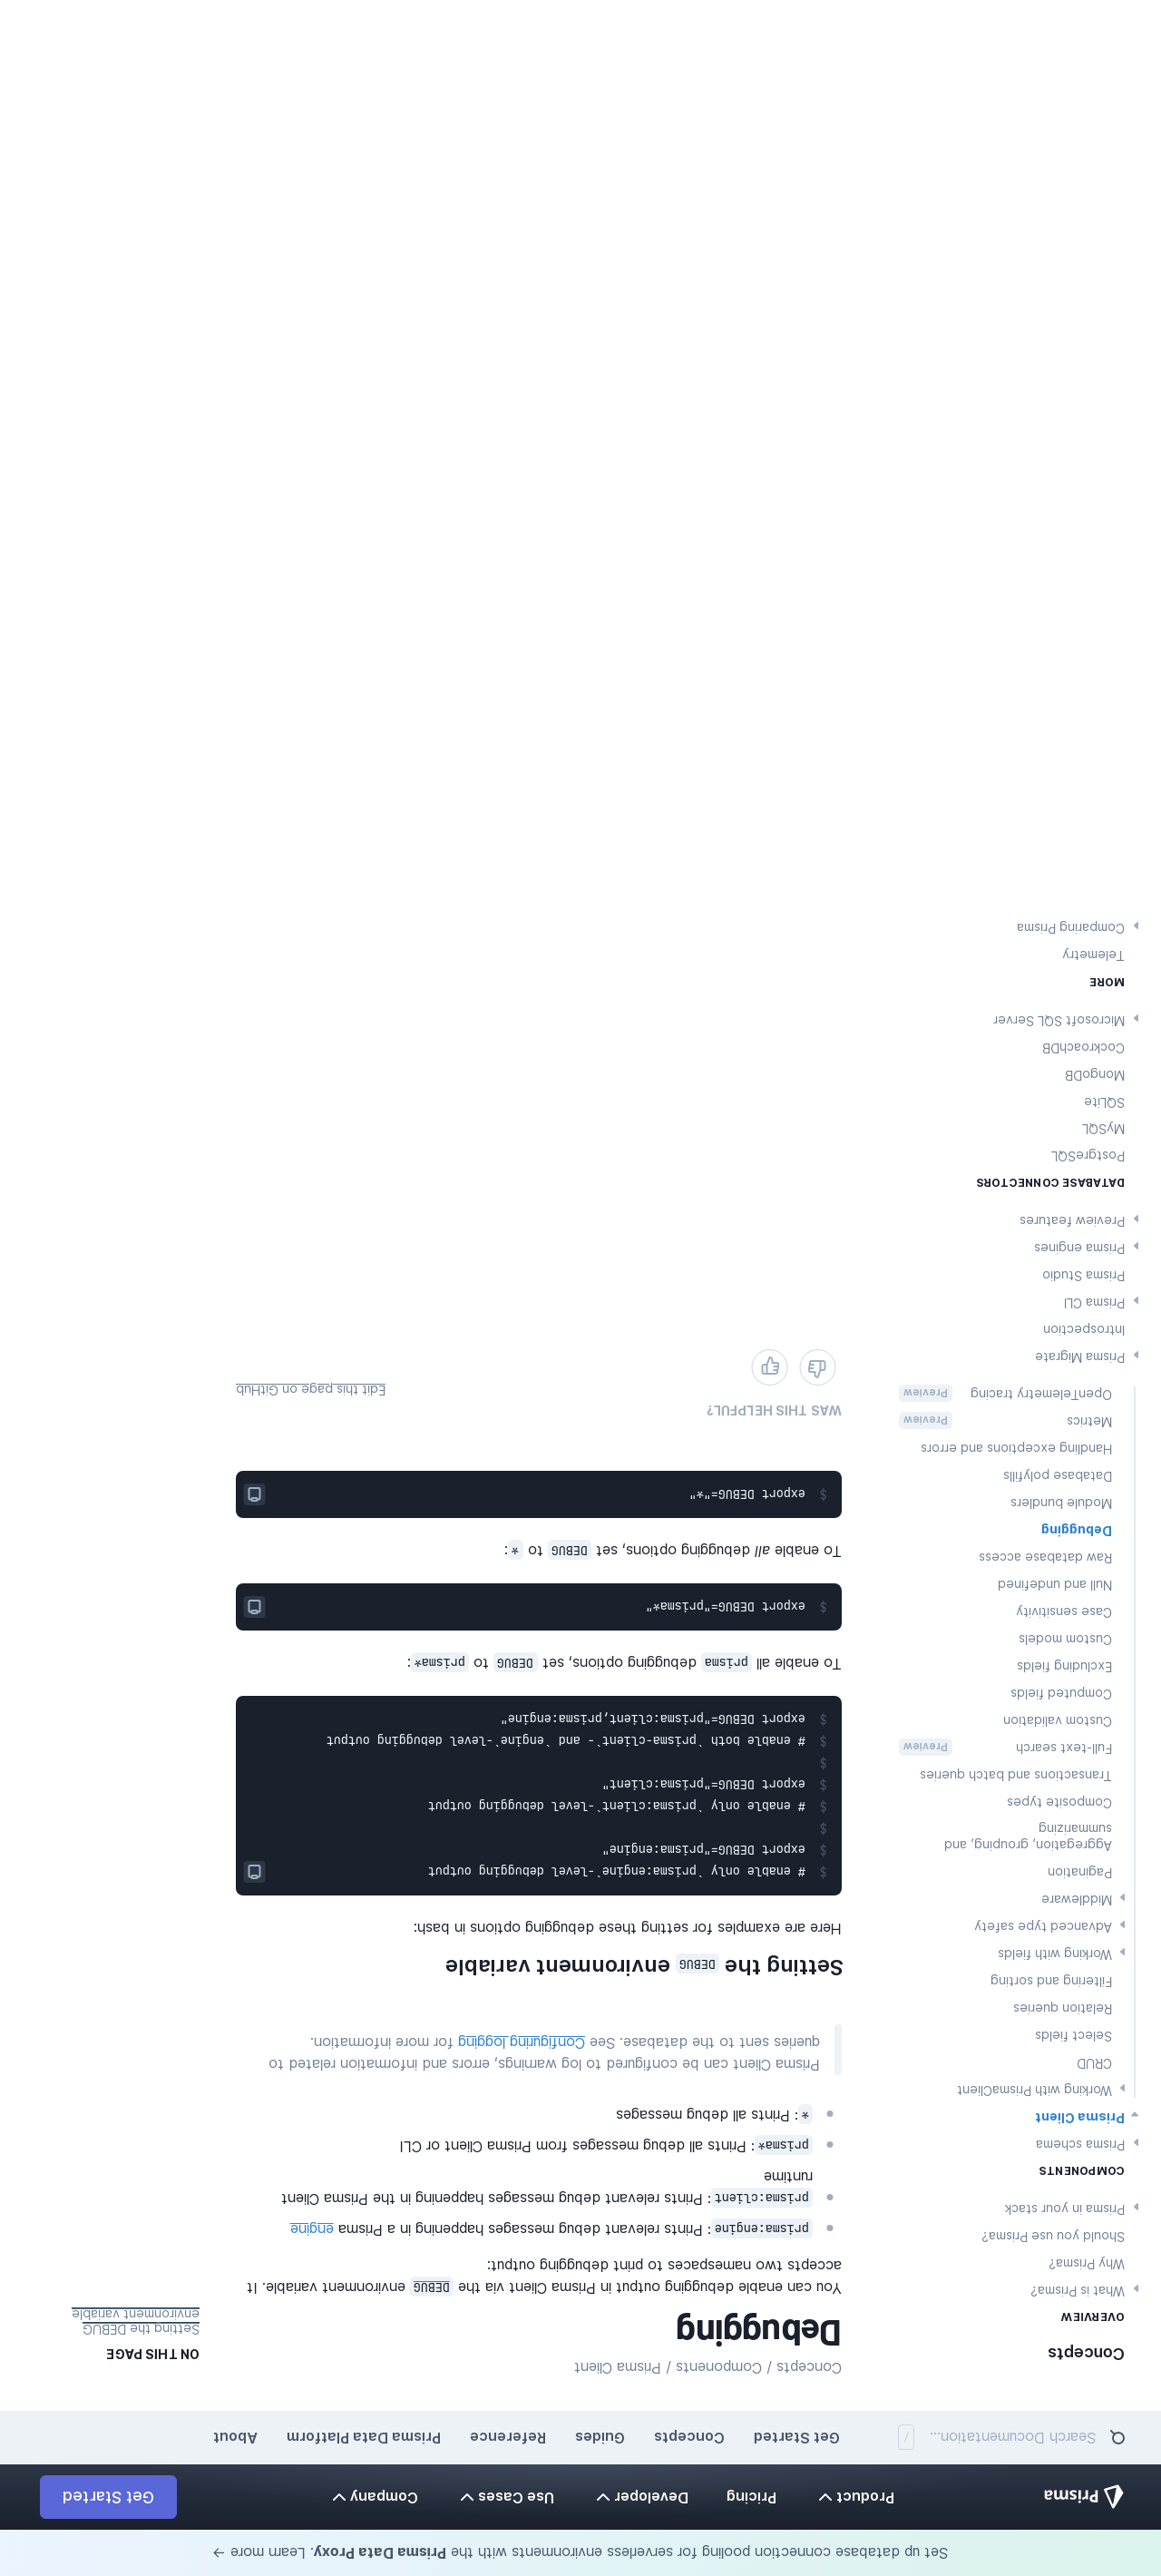 Set up database connection pooling for serverless environments with the Prisma Data Proxy. Learn more →
Prisma
Product
Pricing
Developer
Use Cases
Company
Get Started
Search Documentation... /
Get Started
Concepts
Guides
Reference
Prisma Data Platform
About
Concepts
OVERVIEW
What is Prisma?
Why Prisma?
Should you use Prisma?
Prisma in your stack
COMPONENTS
Prisma schema
Prisma Client
Working with PrismaClient
CRUD
Select fields
Relation queries
Filtering and sorting
Working with fields
Advanced type safety
Middleware
Pagination
Aggregation, grouping, and
summarizing
Composite types
Transactions and batch queries
Full-text search Preview
Custom validation
Computed fields
Excluding fields
Custom models
Case sensitivity
Null and undefined
Raw database access
Debugging
Module bundlers
Database polyfills
Handling exceptions and errors
Metrics Preview
OpenTelemetry tracing Preview
Prisma Migrate
Introspection
Prisma CLI
Prisma Studio
Prisma engines
Preview features
DATABASE CONNECTORS
PostgreSQL
MySQL
SQLite
MongoDB
CockroachDB
Microsoft SQL Server
MORE
Telemetry
Comparing Prisma
Concepts / Components / Prisma Client
Debugging
You can enable debugging output in Prisma Client via the DEBUG environment variable. It
accepts two namespaces to print debugging output:
prisma:engine: Prints relevant debug messages happening in a Prisma engine
prisma:client: Prints relevant debug messages happening in the Prisma Client
runtime
prisma*: Prints all debug messages from Prisma Client or CLI
*: Prints all debug messages
Prisma Client can be configured to log warnings, errors and information related to
queries sent to the database. See Configuring logging for more information.
Setting the DEBUG environment variable
Here are examples for setting these debugging options in bash:
$ # enable only `prisma:engine`-level debugging output
$ export DEBUG="prisma:engine"
$
$ # enable only `prisma:client`-level debugging output
$ export DEBUG="prisma:client"
$
$ # enable both `prisma-client`- and `engine`-level debugging output
$ export DEBUG="prisma:client,prisma:engine"
To enable all prisma debugging options, set DEBUG to prisma*:
$ export DEBUG="prisma*"
To enable all debugging options, set DEBUG to *:
$ export DEBUG="*"
WAS THIS HELPFUL?
Edit this page on GitHub
ON THIS PAGE
Setting the DEBUG
environment variable